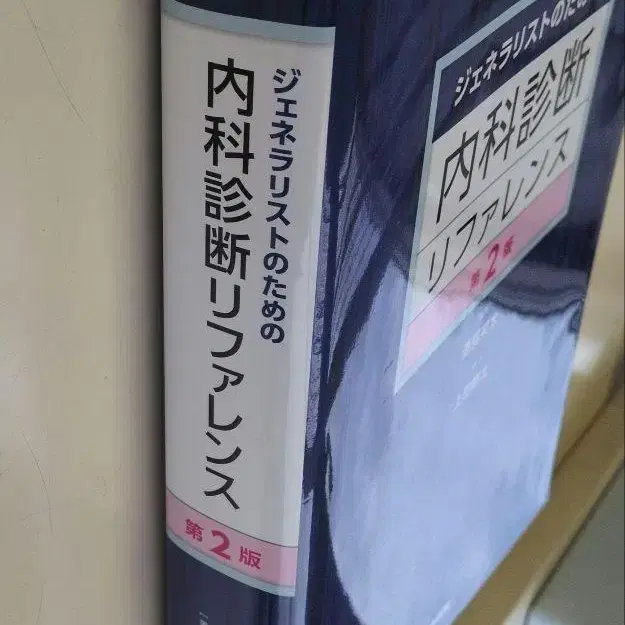 ジェネラリストのための
内科診断リファレンス
第2版
ジェネラリストのため
内科診断
リファレンス
第2版